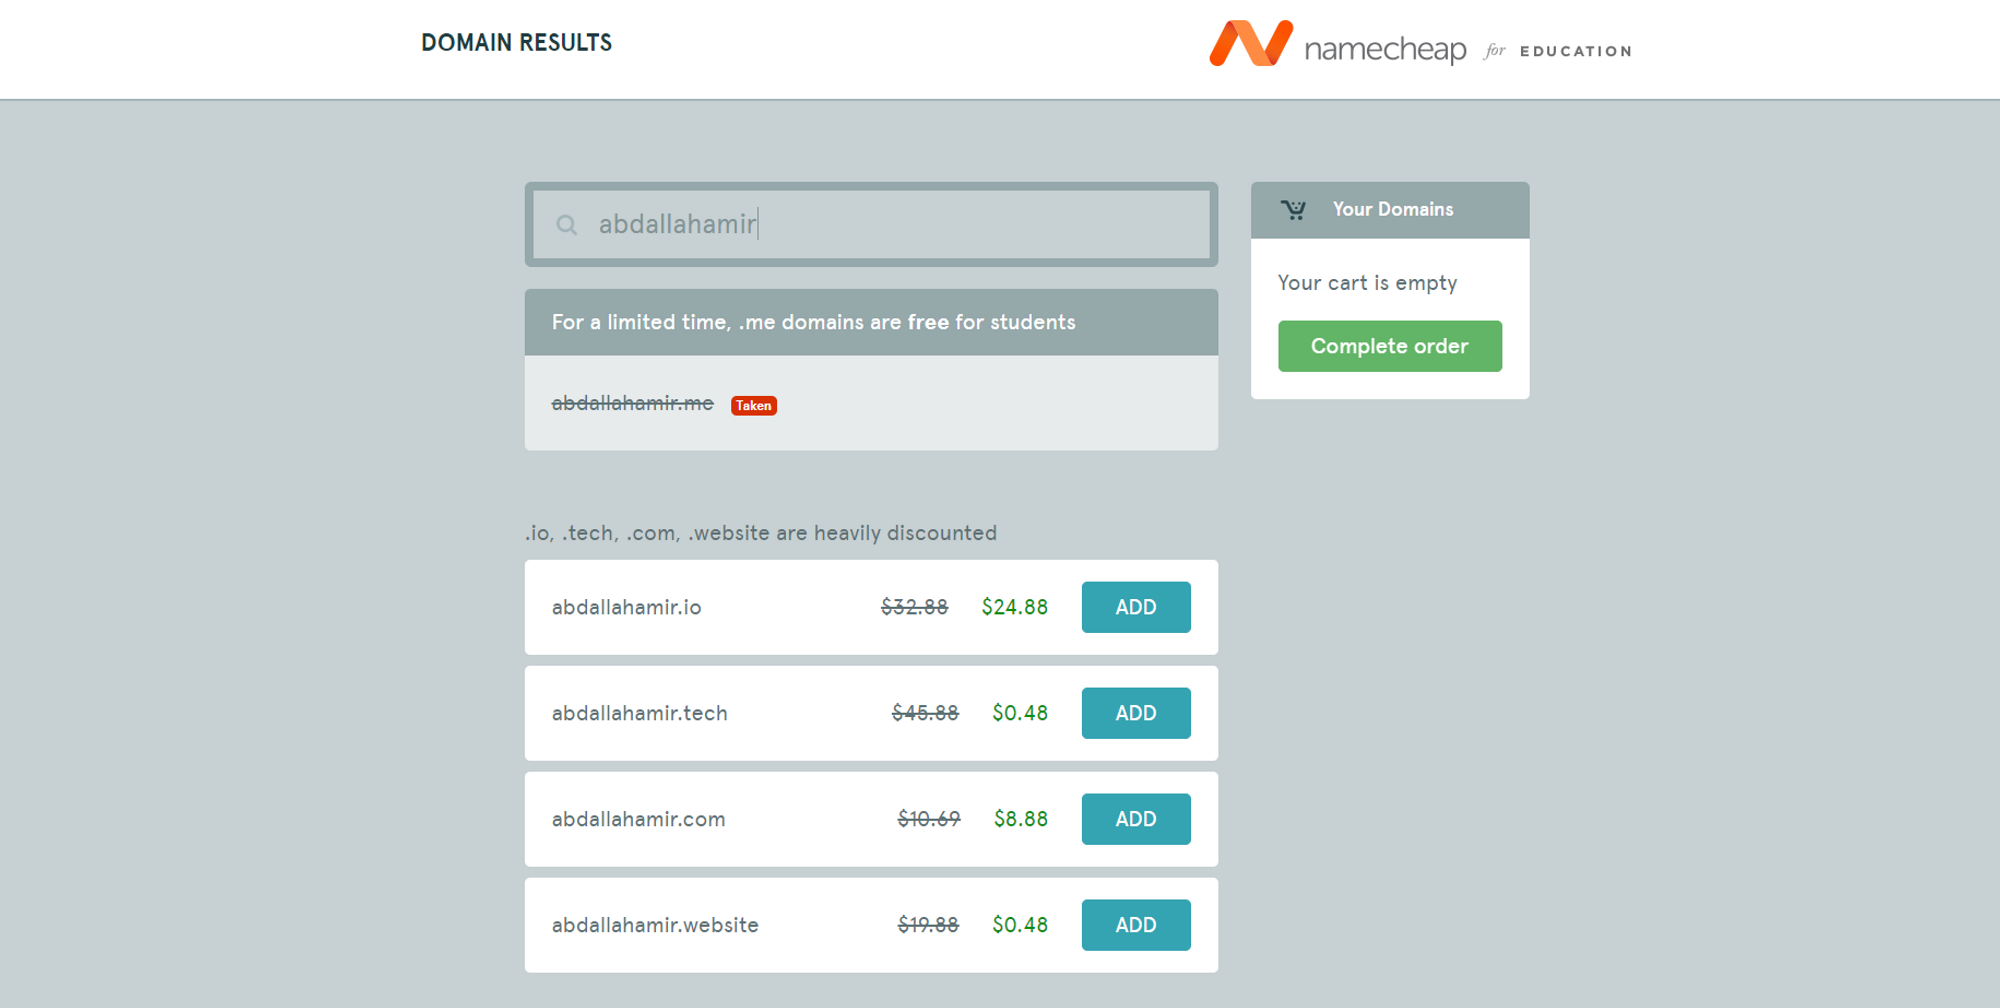 DOMAIN RESULTS
namecheap for EDUCATION
abdallahamir
For a limited time, .me domains are free for students
abdallahamir.me Taken
Your Domains
Your cart is empty
Complete order
.io, .tech, .com, .website are heavily discounted
abdallahamir.io $32.88 $24.88 ADD
abdallahamir.tech $45.88 $0.48 ADD
abdallahamir.com $10.69 $8.88 ADD
abdallahamir.website $19.88 $0.48 ADD